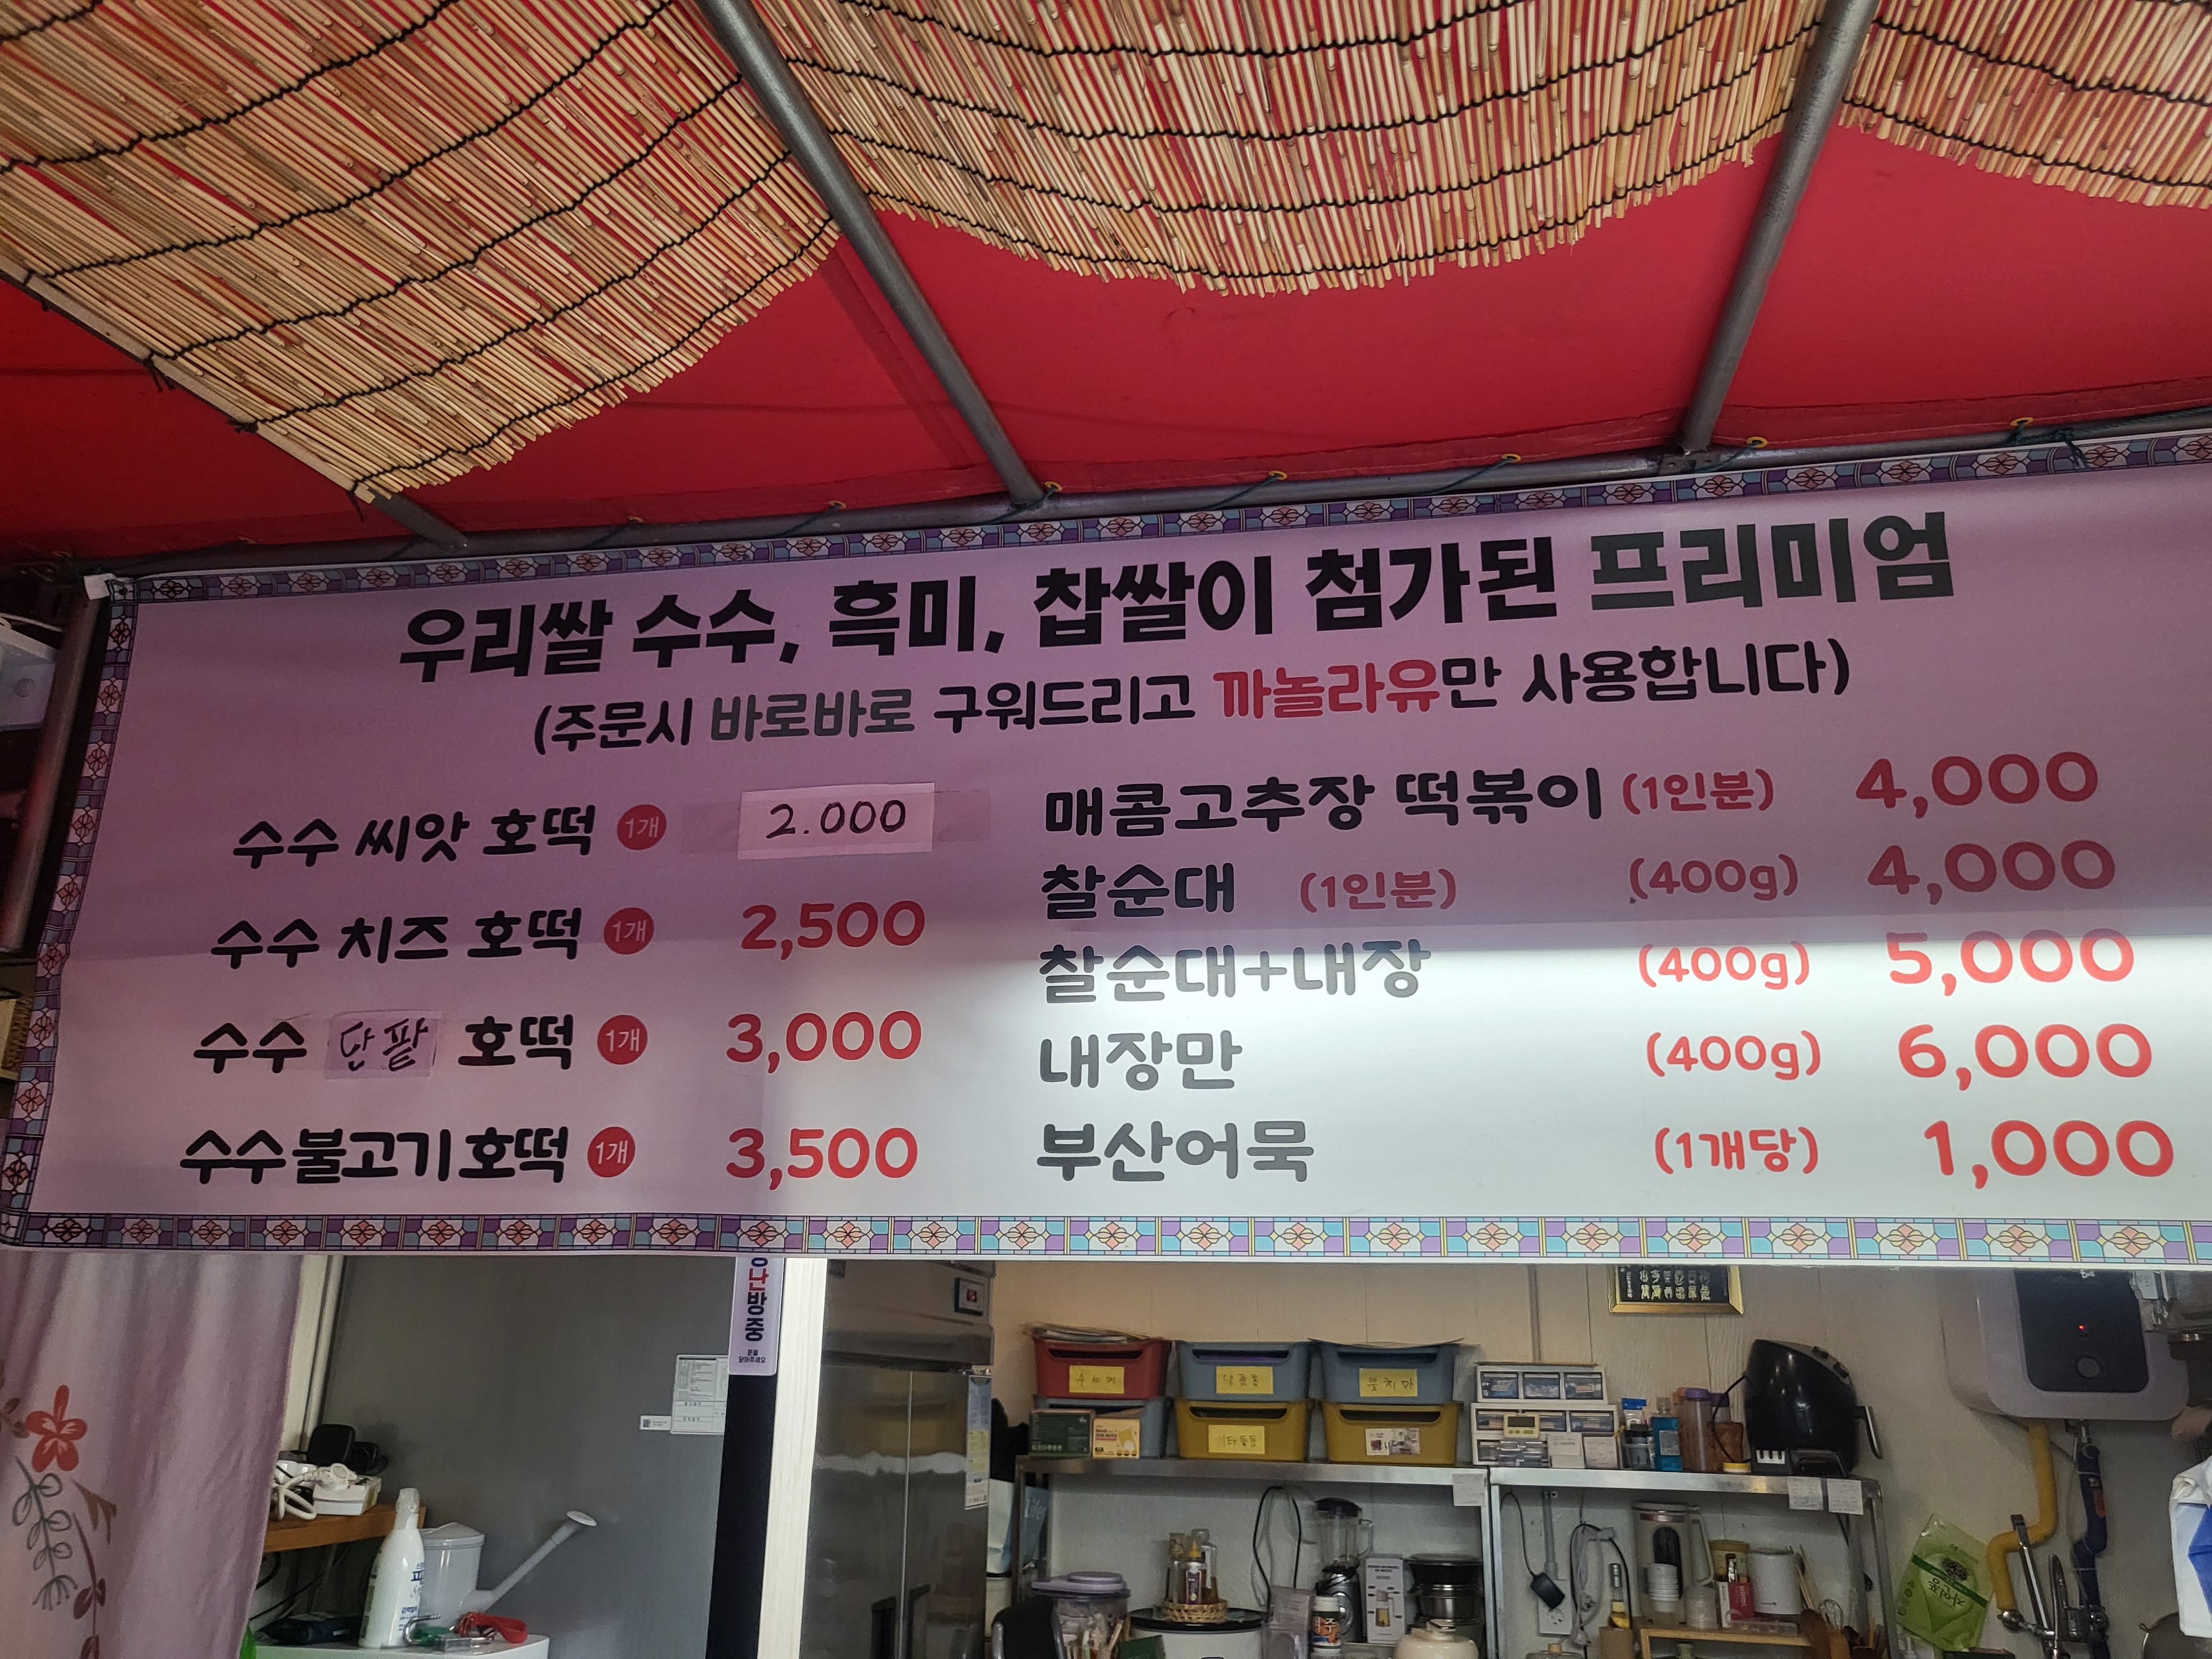 우리쌀 수수, 흑미, 찹쌀이 첨가된 프리미엄
(주문시 바로바로 구워드리고 까놀라유만 사용합니다)
수수 씨앗 호떡 1개 2.000
수수 치즈 호떡 1개 2,500
수수 단팥 호떡 1개 3,000
수수불고기호떡 1개 3,500
매콤고추장 떡볶이 (1인분) 4,000
찰순대 (1인분) (400g) 4,000
찰순대+내장 (400g) 5,000
내장만 (400g) 6,000
부산어묵 (1개당) 1,000
난방중
수세미